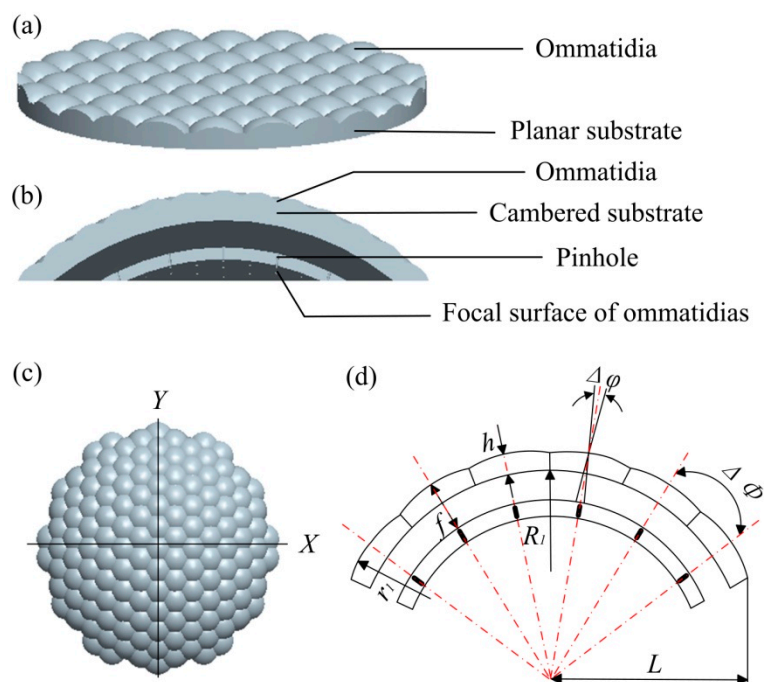 (a)
Ommatidia
Planar substrate
Ommatidia
(b)
Cambered substrate
Pinhole
Focal surface of ommatidias
(c)
Y
X
(d)
Δφ
h
ΔΦ
f
R₁
r₁
L